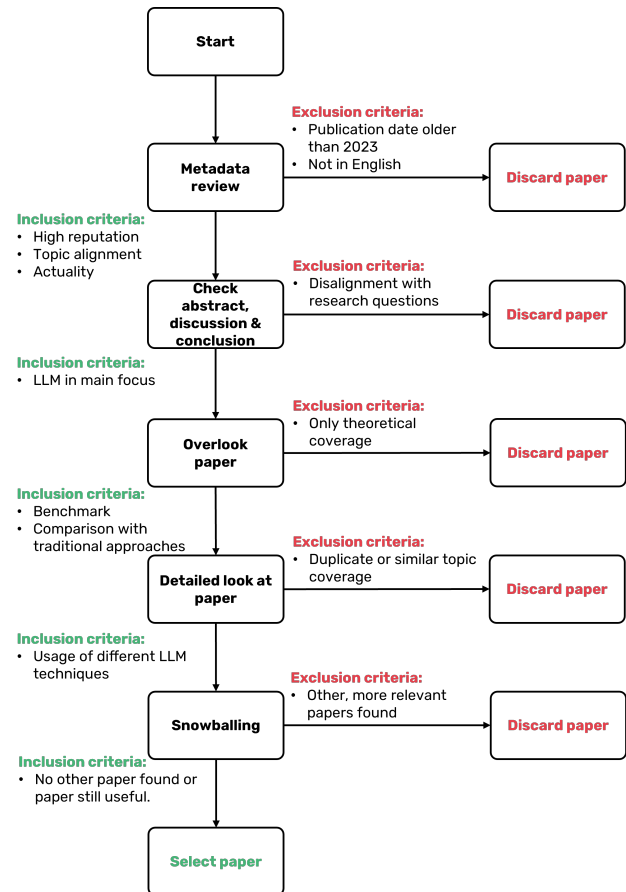 Start
Exclusion criteria:
• Publication date older
than 2023
• Not in English
Metadata
review
Discard paper
Inclusion criteria:
• High reputation
• Topic alignment
• Actuality
Exclusion criteria:
• Disalignment with
research questions
Check
abstract,
discussion &
conclusion
Discard paper
Inclusion criteria:
• LLM in main focus
Exclusion criteria:
• Only theoretical
coverage
Overlook
paper
Discard paper
Inclusion criteria:
• Benchmark
• Comparison with
traditional approaches
Exclusion criteria:
• Duplicate or similar topic
coverage
Detailed look at
paper
Discard paper
Inclusion criteria:
• Usage of different LLM
techniques
Exclusion criteria:
• Other, more relevant
papers found
Snowballing
Discard paper
Inclusion criteria:
• No other paper found or
paper still useful.
Select paper